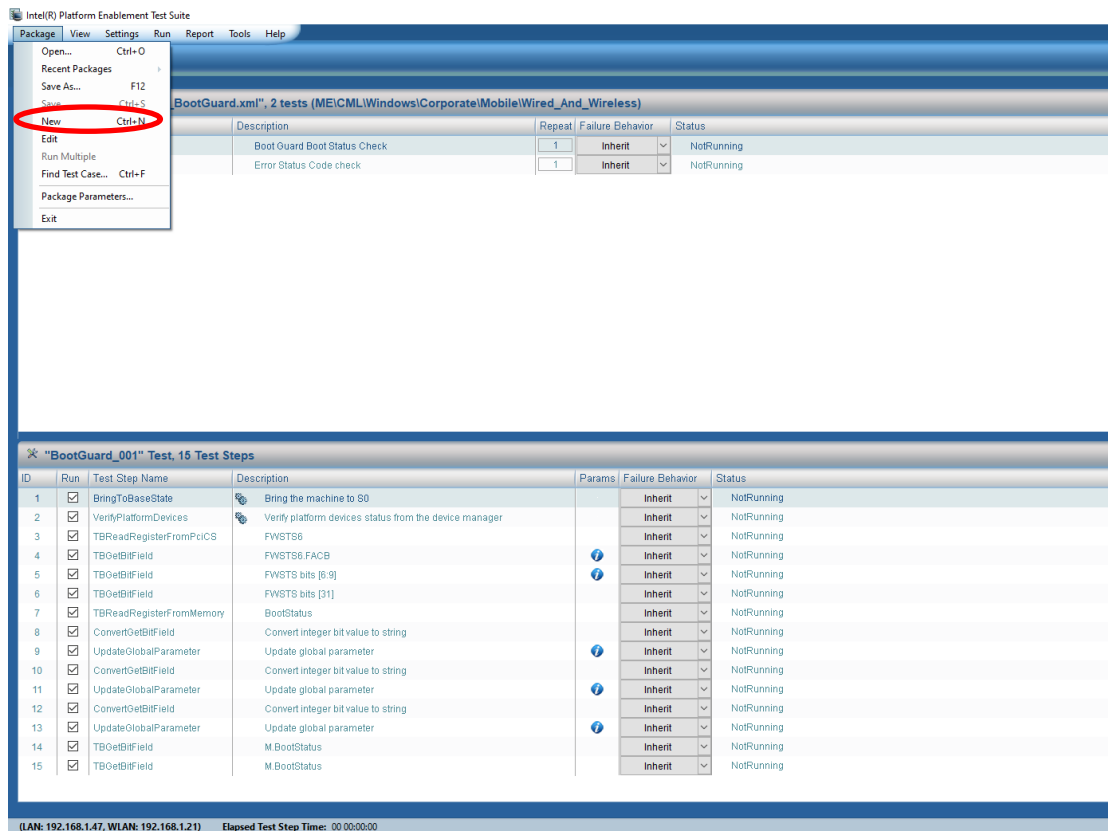 Intel(R) Platform Enablement Test Suite
Package View Settings Run Report Tools Help
Open... Ctrl+O
Recent Packages
Save As... F12
Save Ctrl+S
_BootGuard.xml", 2 tests (ME\CML\Windows\Corporate\Mobile\Wired_And_Wireless)
New Ctrl+N
Description Repeat Failure Behavior Status
Edit
Boot Guard Boot Status Check 1 Inherit NotRunning
Run Multiple
Error Status Code check 1 Inherit NotRunning
Find Test Case... Ctrl+F
Package Parameters...
Exit
"BootGuard_001" Test, 15 Test Steps
ID Run Test Step Name Description Params Failure Behavior Status
1 BringToBaseState Bring the machine to S0 Inherit NotRunning
2 VerifyPlatformDevices Verify platform devices status from the device manager Inherit NotRunning
3 TBReadRegisterFromPciCS FWSTS6 Inherit NotRunning
4 TBGetBitField FWSTS6.FACB Inherit NotRunning
5 TBGetBitField FWSTS bits [6:9] Inherit NotRunning
6 TBGetBitField FWSTS bits [31] Inherit NotRunning
7 TBReadRegisterFromMemory BootStatus Inherit NotRunning
8 ConvertGetBitField Convert integer bit value to string Inherit NotRunning
9 UpdateGlobalParameter Update global parameter Inherit NotRunning
10 ConvertGetBitField Convert integer bit value to string Inherit NotRunning
11 UpdateGlobalParameter Update global parameter Inherit NotRunning
12 ConvertGetBitField Convert integer bit value to string Inherit NotRunning
13 UpdateGlobalParameter Update global parameter Inherit NotRunning
14 TBGetBitField M.BootStatus Inherit NotRunning
15 TBGetBitField M.BootStatus Inherit NotRunning
(LAN: 192.168.1.47, WLAN: 192.168.1.21) Elapsed Test Step Time: 00 00:00:00